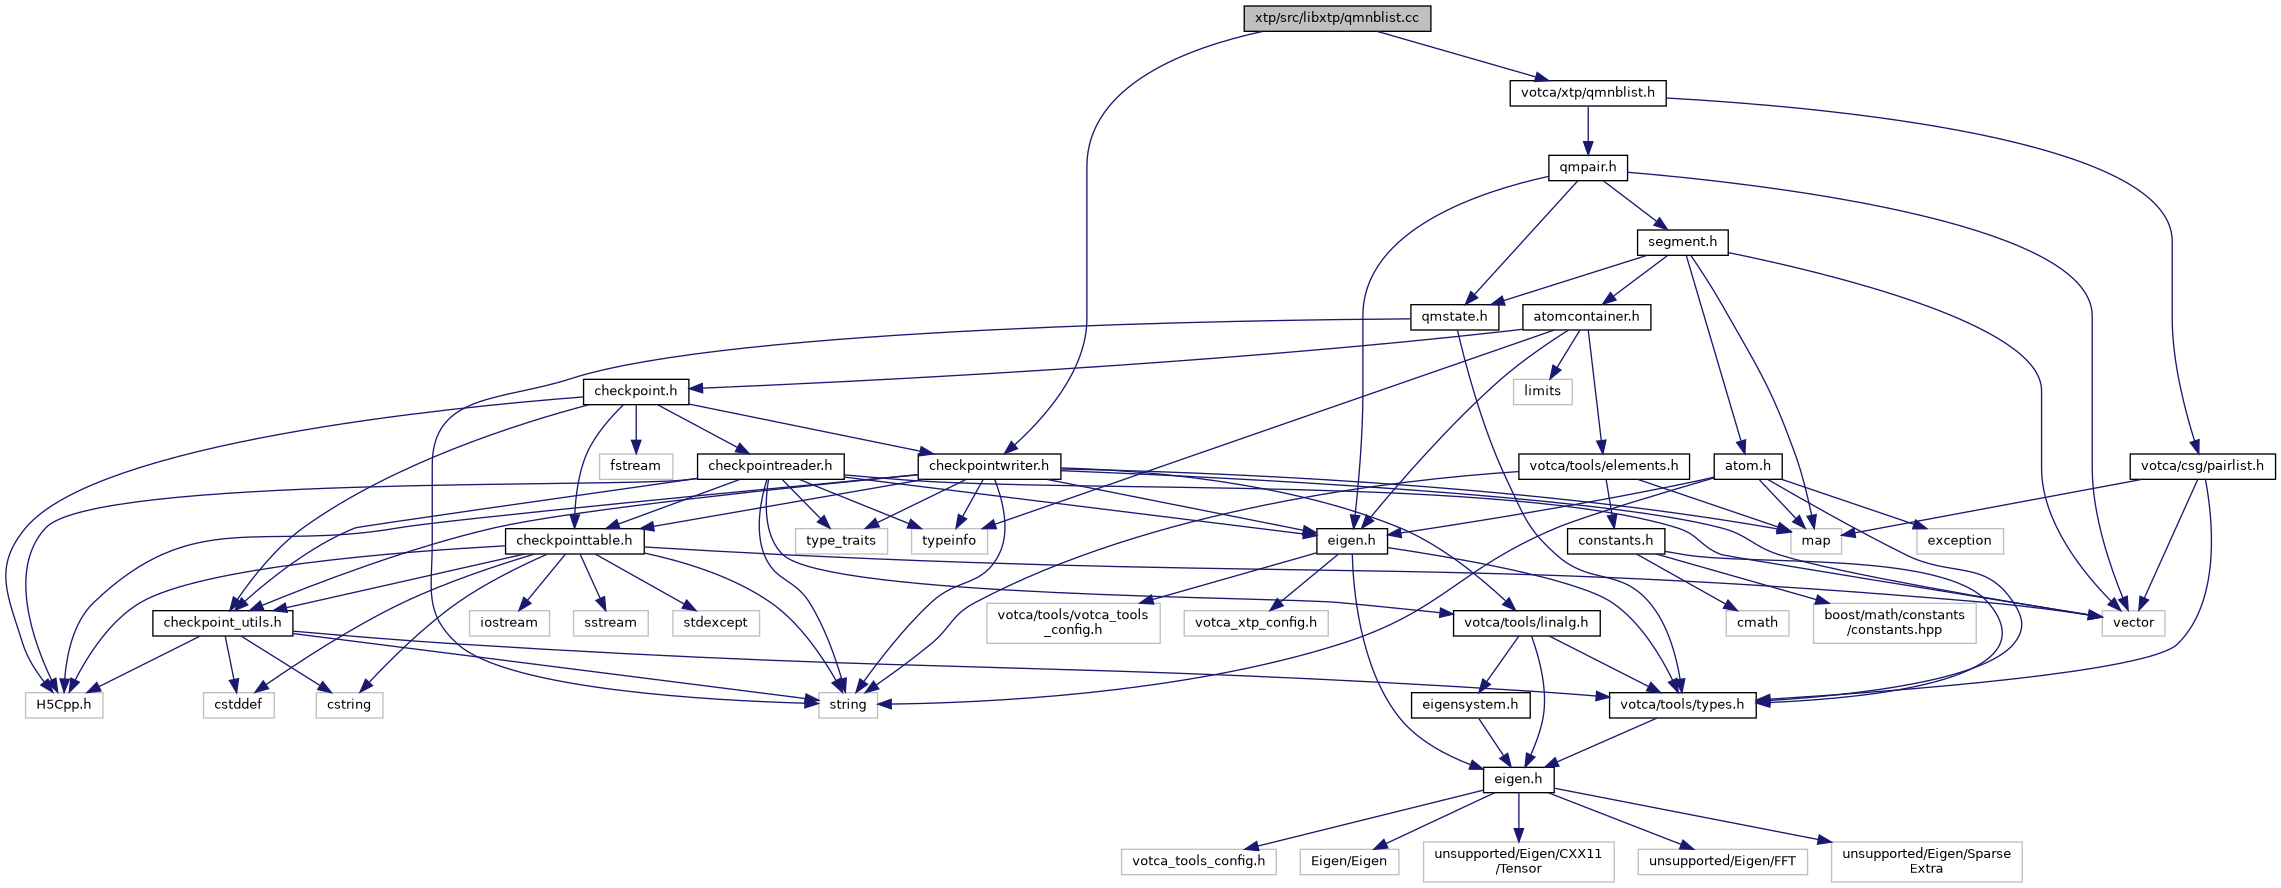 xtp/src/libxtp/qmnblist.cc
votca/xtp/qmnblist.h
qmpair.h
segment.h
qmstate.h
atomcontainer.h
checkpoint.h
limits
fstream
checkpointreader.h
checkpointwriter.h
votca/tools/elements.h
atom.h
votca/csg/pairlist.h
checkpointtable.h
type_traits
typeinfo
eigen.h
constants.h
map
exception
checkpoint_utils.h
iostream
sstream
stdexcept
votca/tools/votca_tools
_config.h
votca_xtp_config.h
votca/tools/linalg.h
cmath
boost/math/constants
/constants.hpp
vector
H5Cpp.h
cstddef
cstring
string
eigensystem.h
votca/tools/types.h
eigen.h
votca_tools_config.h
Eigen/Eigen
unsupported/Eigen/CXX11
/Tensor
unsupported/Eigen/FFT
unsupported/Eigen/Sparse
Extra